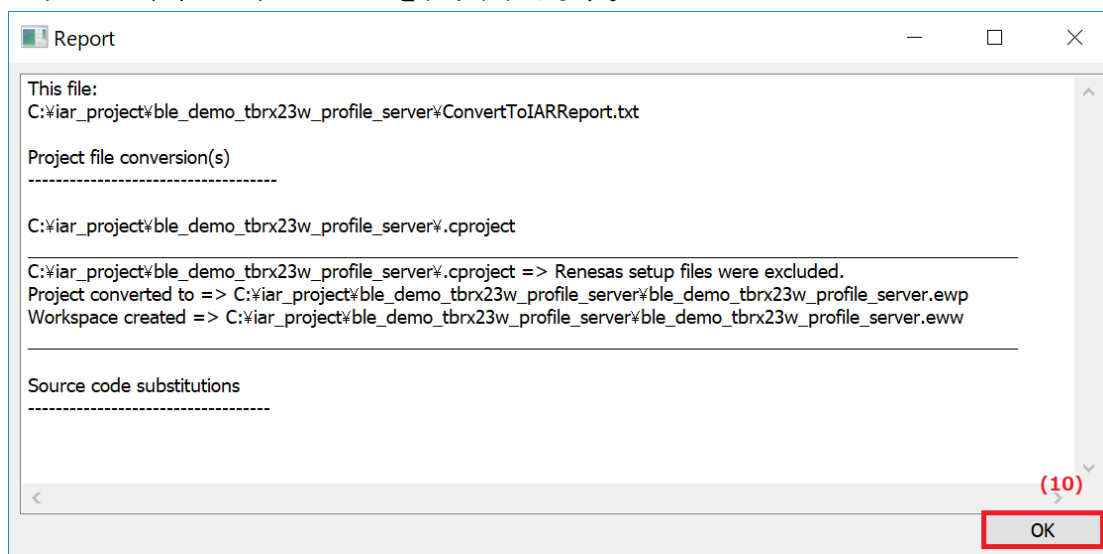 Report
This file:
C:¥iar_project¥ble_demo_tbrx23w_profile_server¥ConvertToIARReport.txt
Project file conversion(s)
------------------------------------
C:¥iar_project¥ble_demo_tbrx23w_profile_server¥.cproject
C:¥iar_project¥ble_demo_tbrx23w_profile_server¥.cproject => Renesas setup files were excluded.
Project converted to => C:¥iar_project¥ble_demo_tbrx23w_profile_server¥ble_demo_tbrx23w_profile_server.ewp
Workspace created => C:¥iar_project¥ble_demo_tbrx23w_profile_server¥ble_demo_tbrx23w_profile_server.eww
Source code substitutions
-----------------------------------
(10)
OK